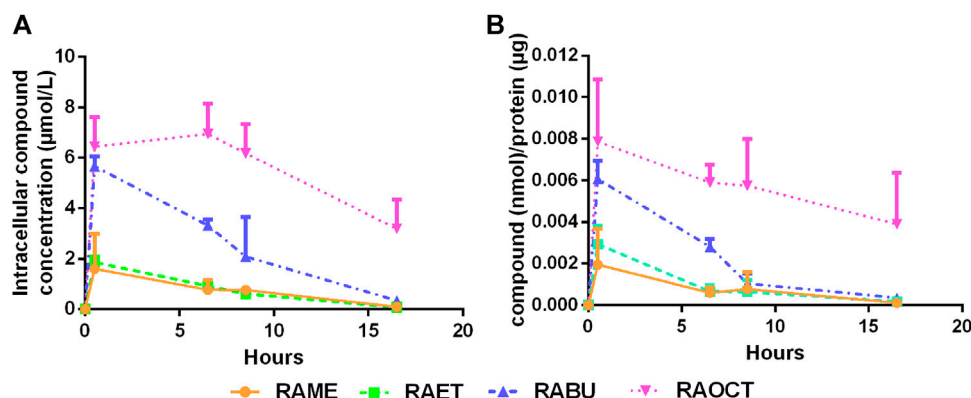 A
Intracellular compound
concentration (µmol/L)
10
8
6
4
2
0
0 5 10 15 20
Hours
B
compound (nmol)/protein (µg)
0.012
0.010
0.008
0.006
0.004
0.002
0.000
0 5 10 15 20
Hours
RAME RAET RABU RAOCT